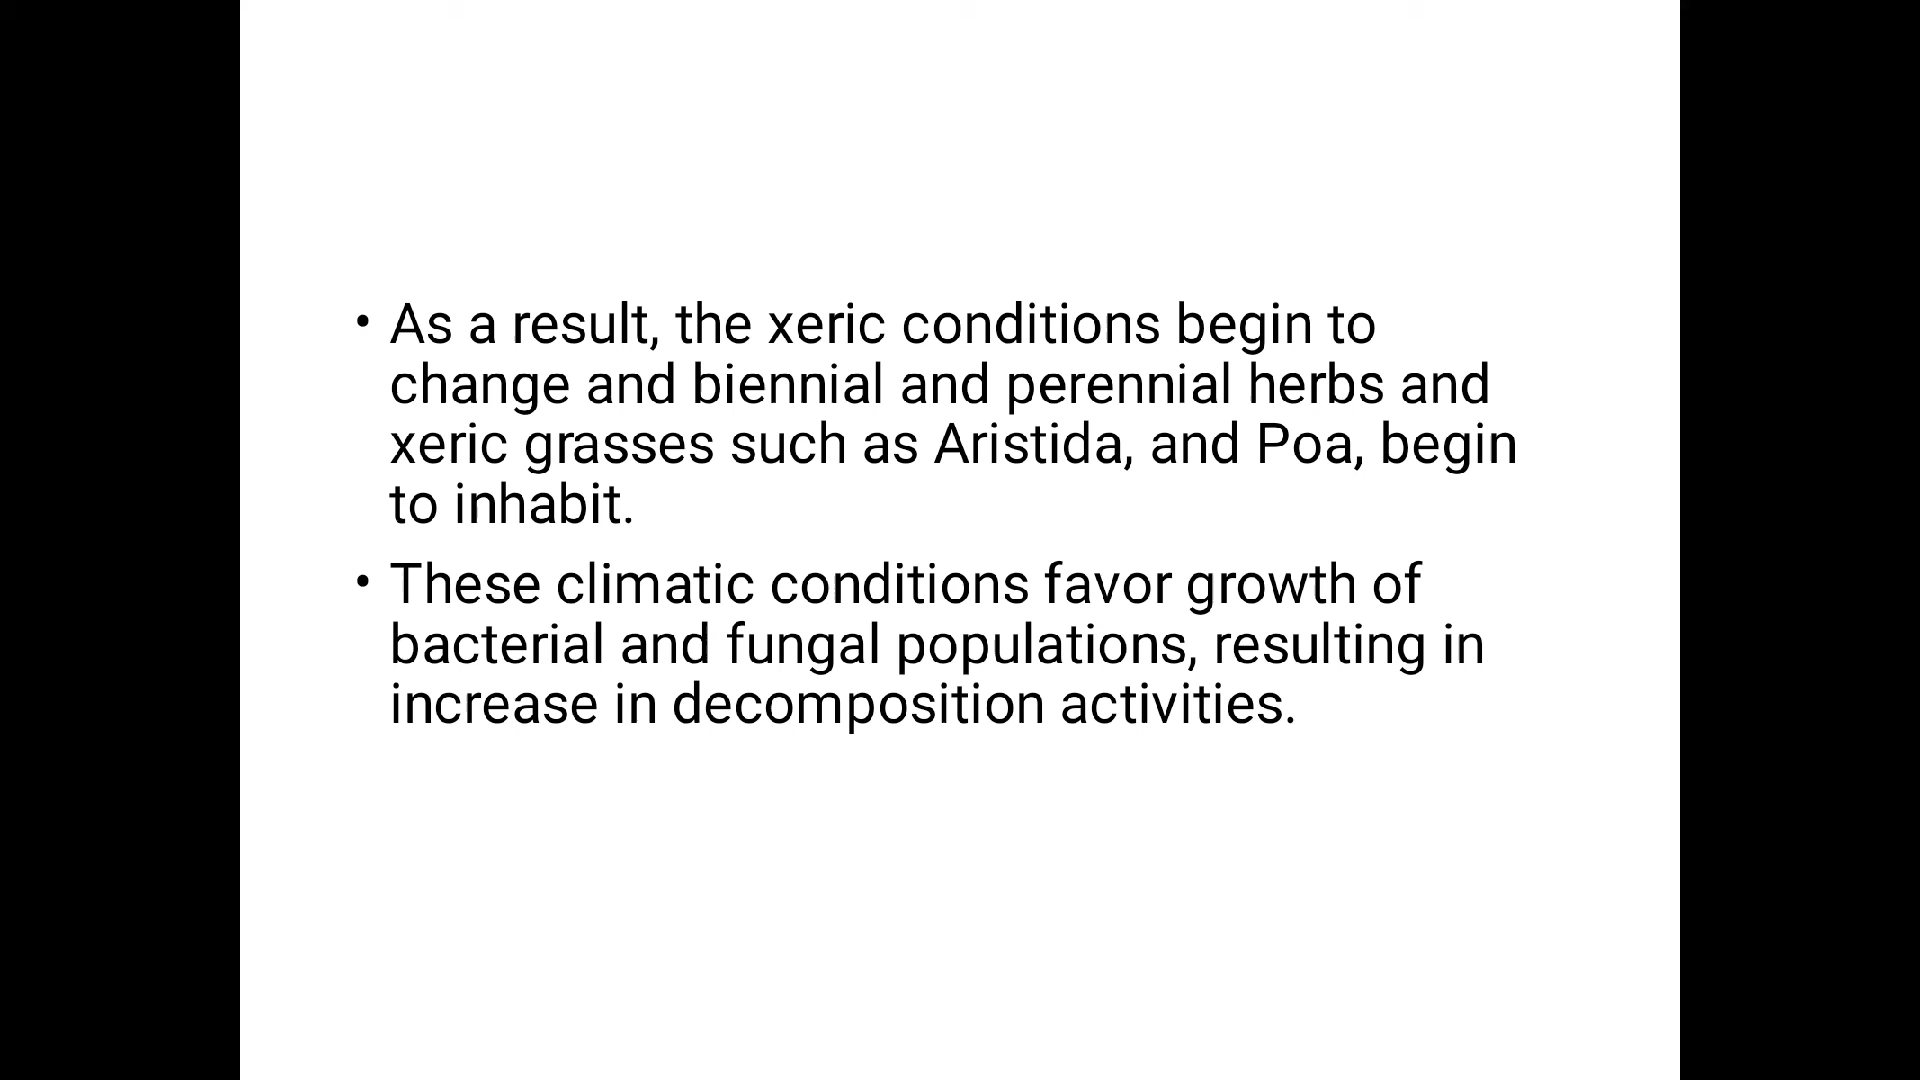 • As a result, the xeric conditions begin to
change and biennial and perennial herbs and
xeric grasses such as Aristida, and Poa, begin
to inhabit.
• These climatic conditions favor growth of
bacterial and fungal populations, resulting in
increase in decomposition activities.